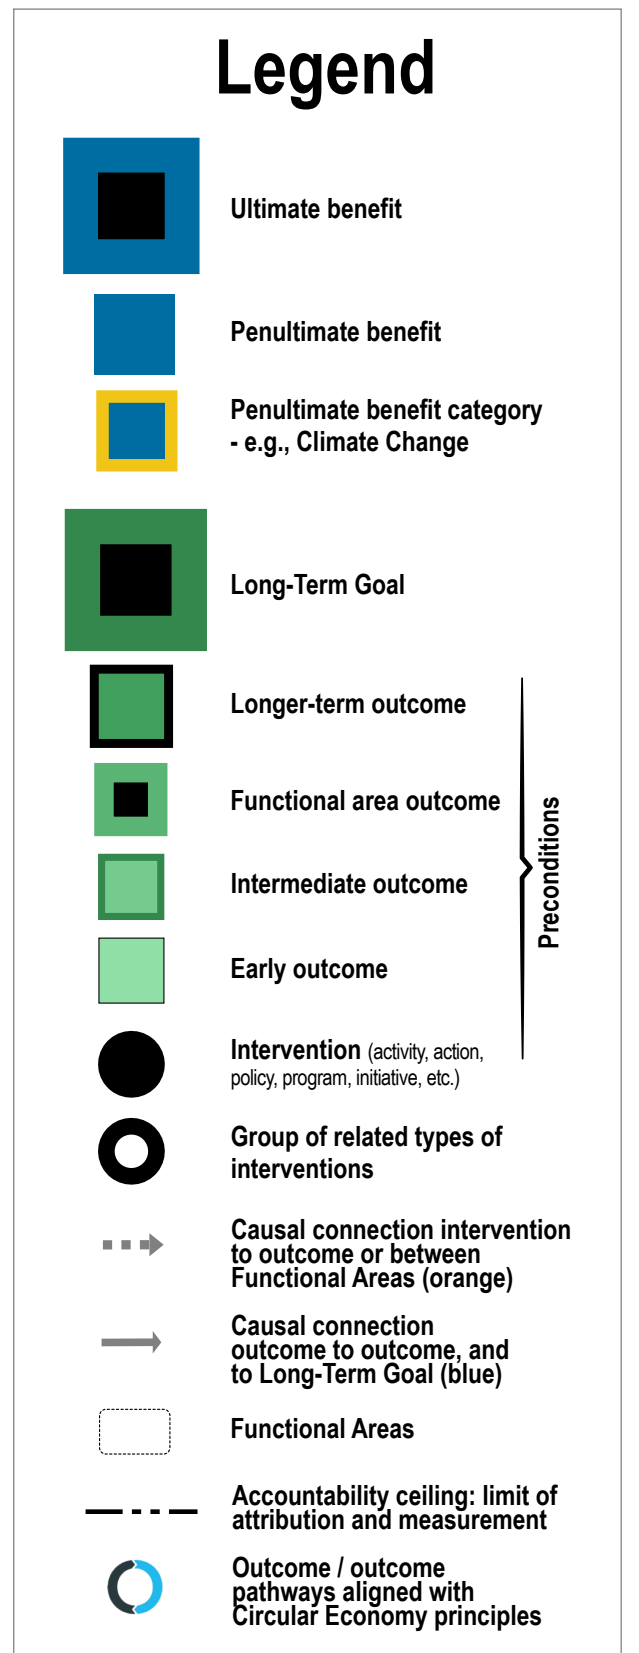 Legend
Ultimate benefit
Penultimate benefit
Penultimate benefit category
- e.g., Climate Change
Long-Term Goal
Longer-term outcome
Functional area outcome
Intermediate outcome
Early outcome
Preconditions
Intervention (activity, action,
policy, program, initiative, etc.)
Group of related types of
interventions
Causal connection intervention
to outcome or between
Functional Areas (orange)
Causal connection
outcome to outcome, and
to Long-Term Goal (blue)
Functional Areas
Accountability ceiling: limit of
attribution and measurement
Outcome / outcome
pathways aligned with
Circular Economy principles